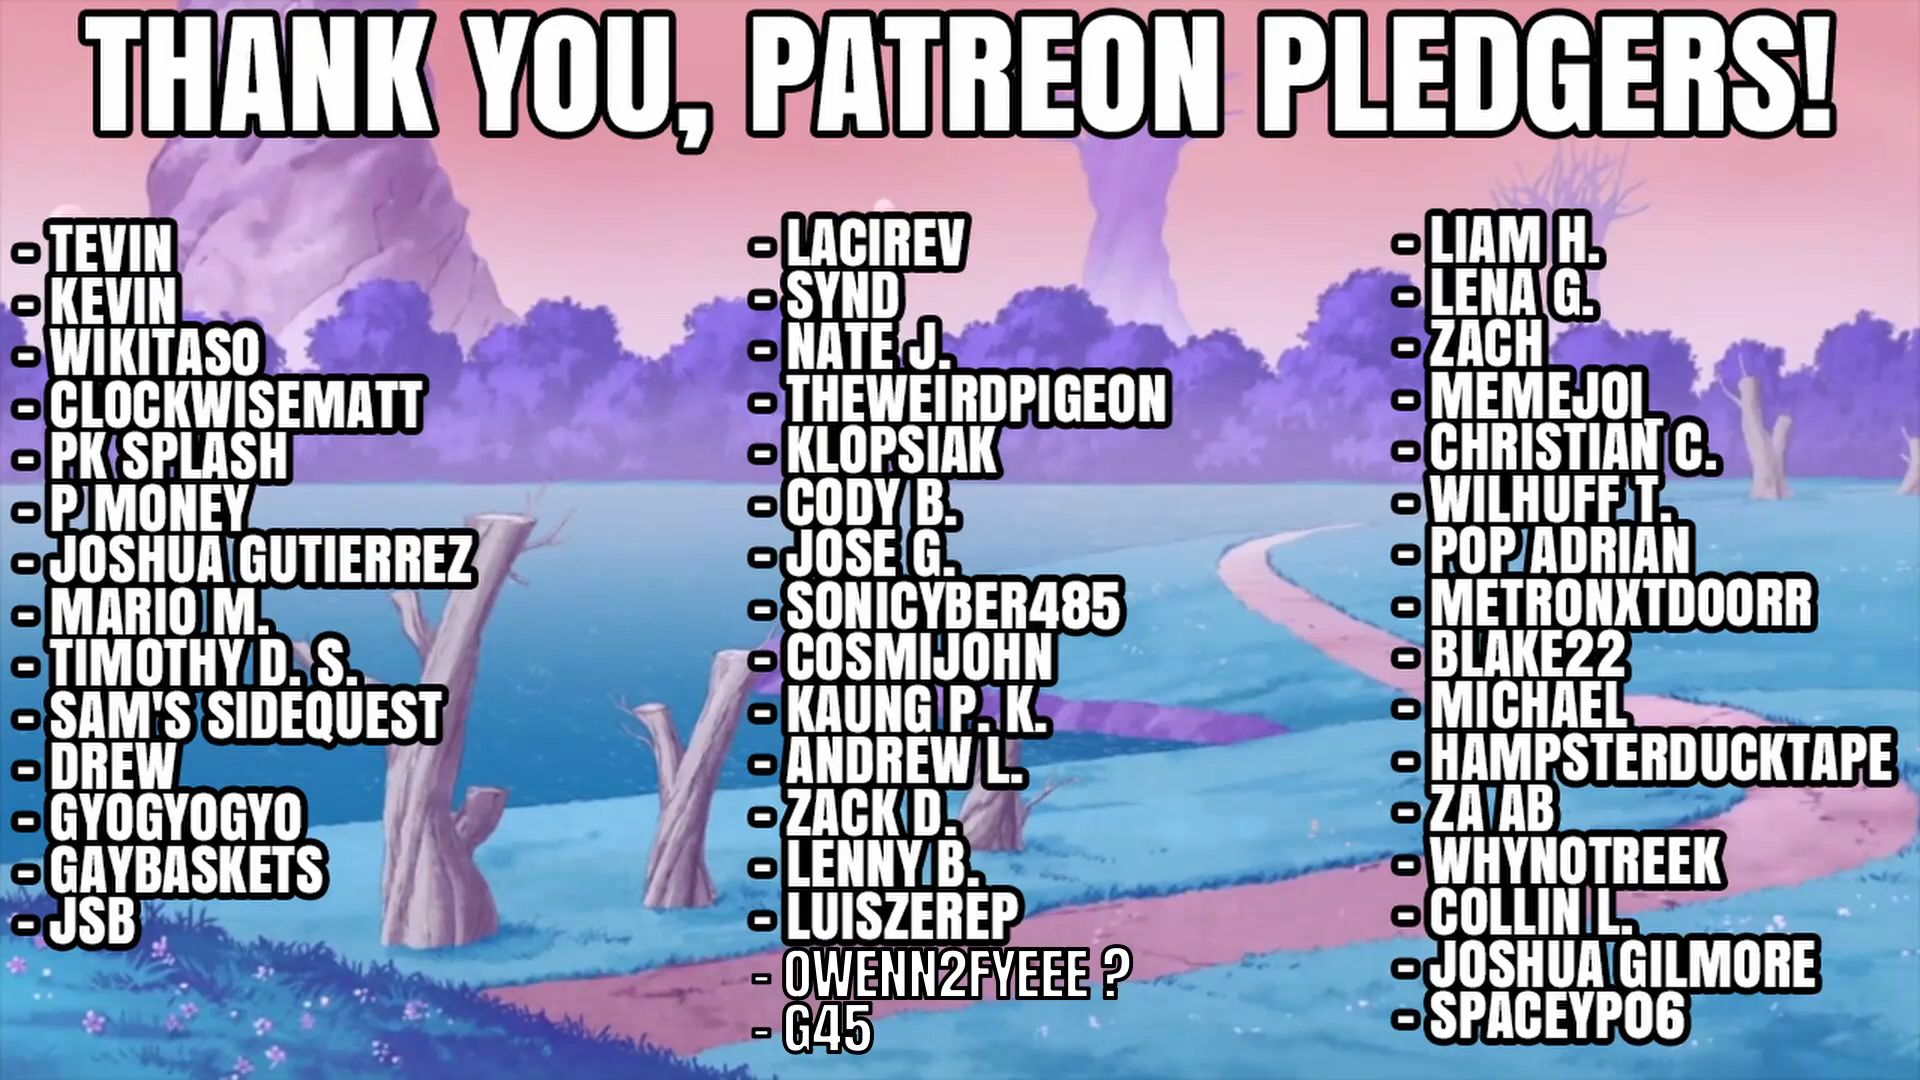 THANK YOU, PATREON PLEDGERS!
- TEVIN
- KEVIN
- WIKITASO
- CLOCKWISEMATT
- PK SPLASH
- P MONEY
- JOSHUA GUTIERREZ
- MARIO M.
- TIMOTHY D. S.
- SAM'S SIDEQUEST
- DREW
- GYOGYOGYO
- GAYBASKETS
- JSB
- LACIREV
- SYND
- NATE J.
- THEWEIRDPIGEON
- KLOPSIAK
- CODY B.
- JOSE G.
- SONICYBER485
- COSMIJOHN
- KAUNG P. K.
- ANDREW L.
- ZACK D.
- LENNY B.
- LUISZEREP
- OWENN2FYEEE ?
- G45
- LIAM H.
- LENA G.
- ZACH
- MEMEJOI
- CHRISTIAN C.
- WILHUFF T.
- POP ADRIAN
- METRONXTDOORR
- BLAKE22
- MICHAEL
- HAMPSTERDUCKTAPE
- ZA AB
- WHYNOTREEK
- COLLIN L.
- JOSHUA GILMORE
- SPACEYPO6